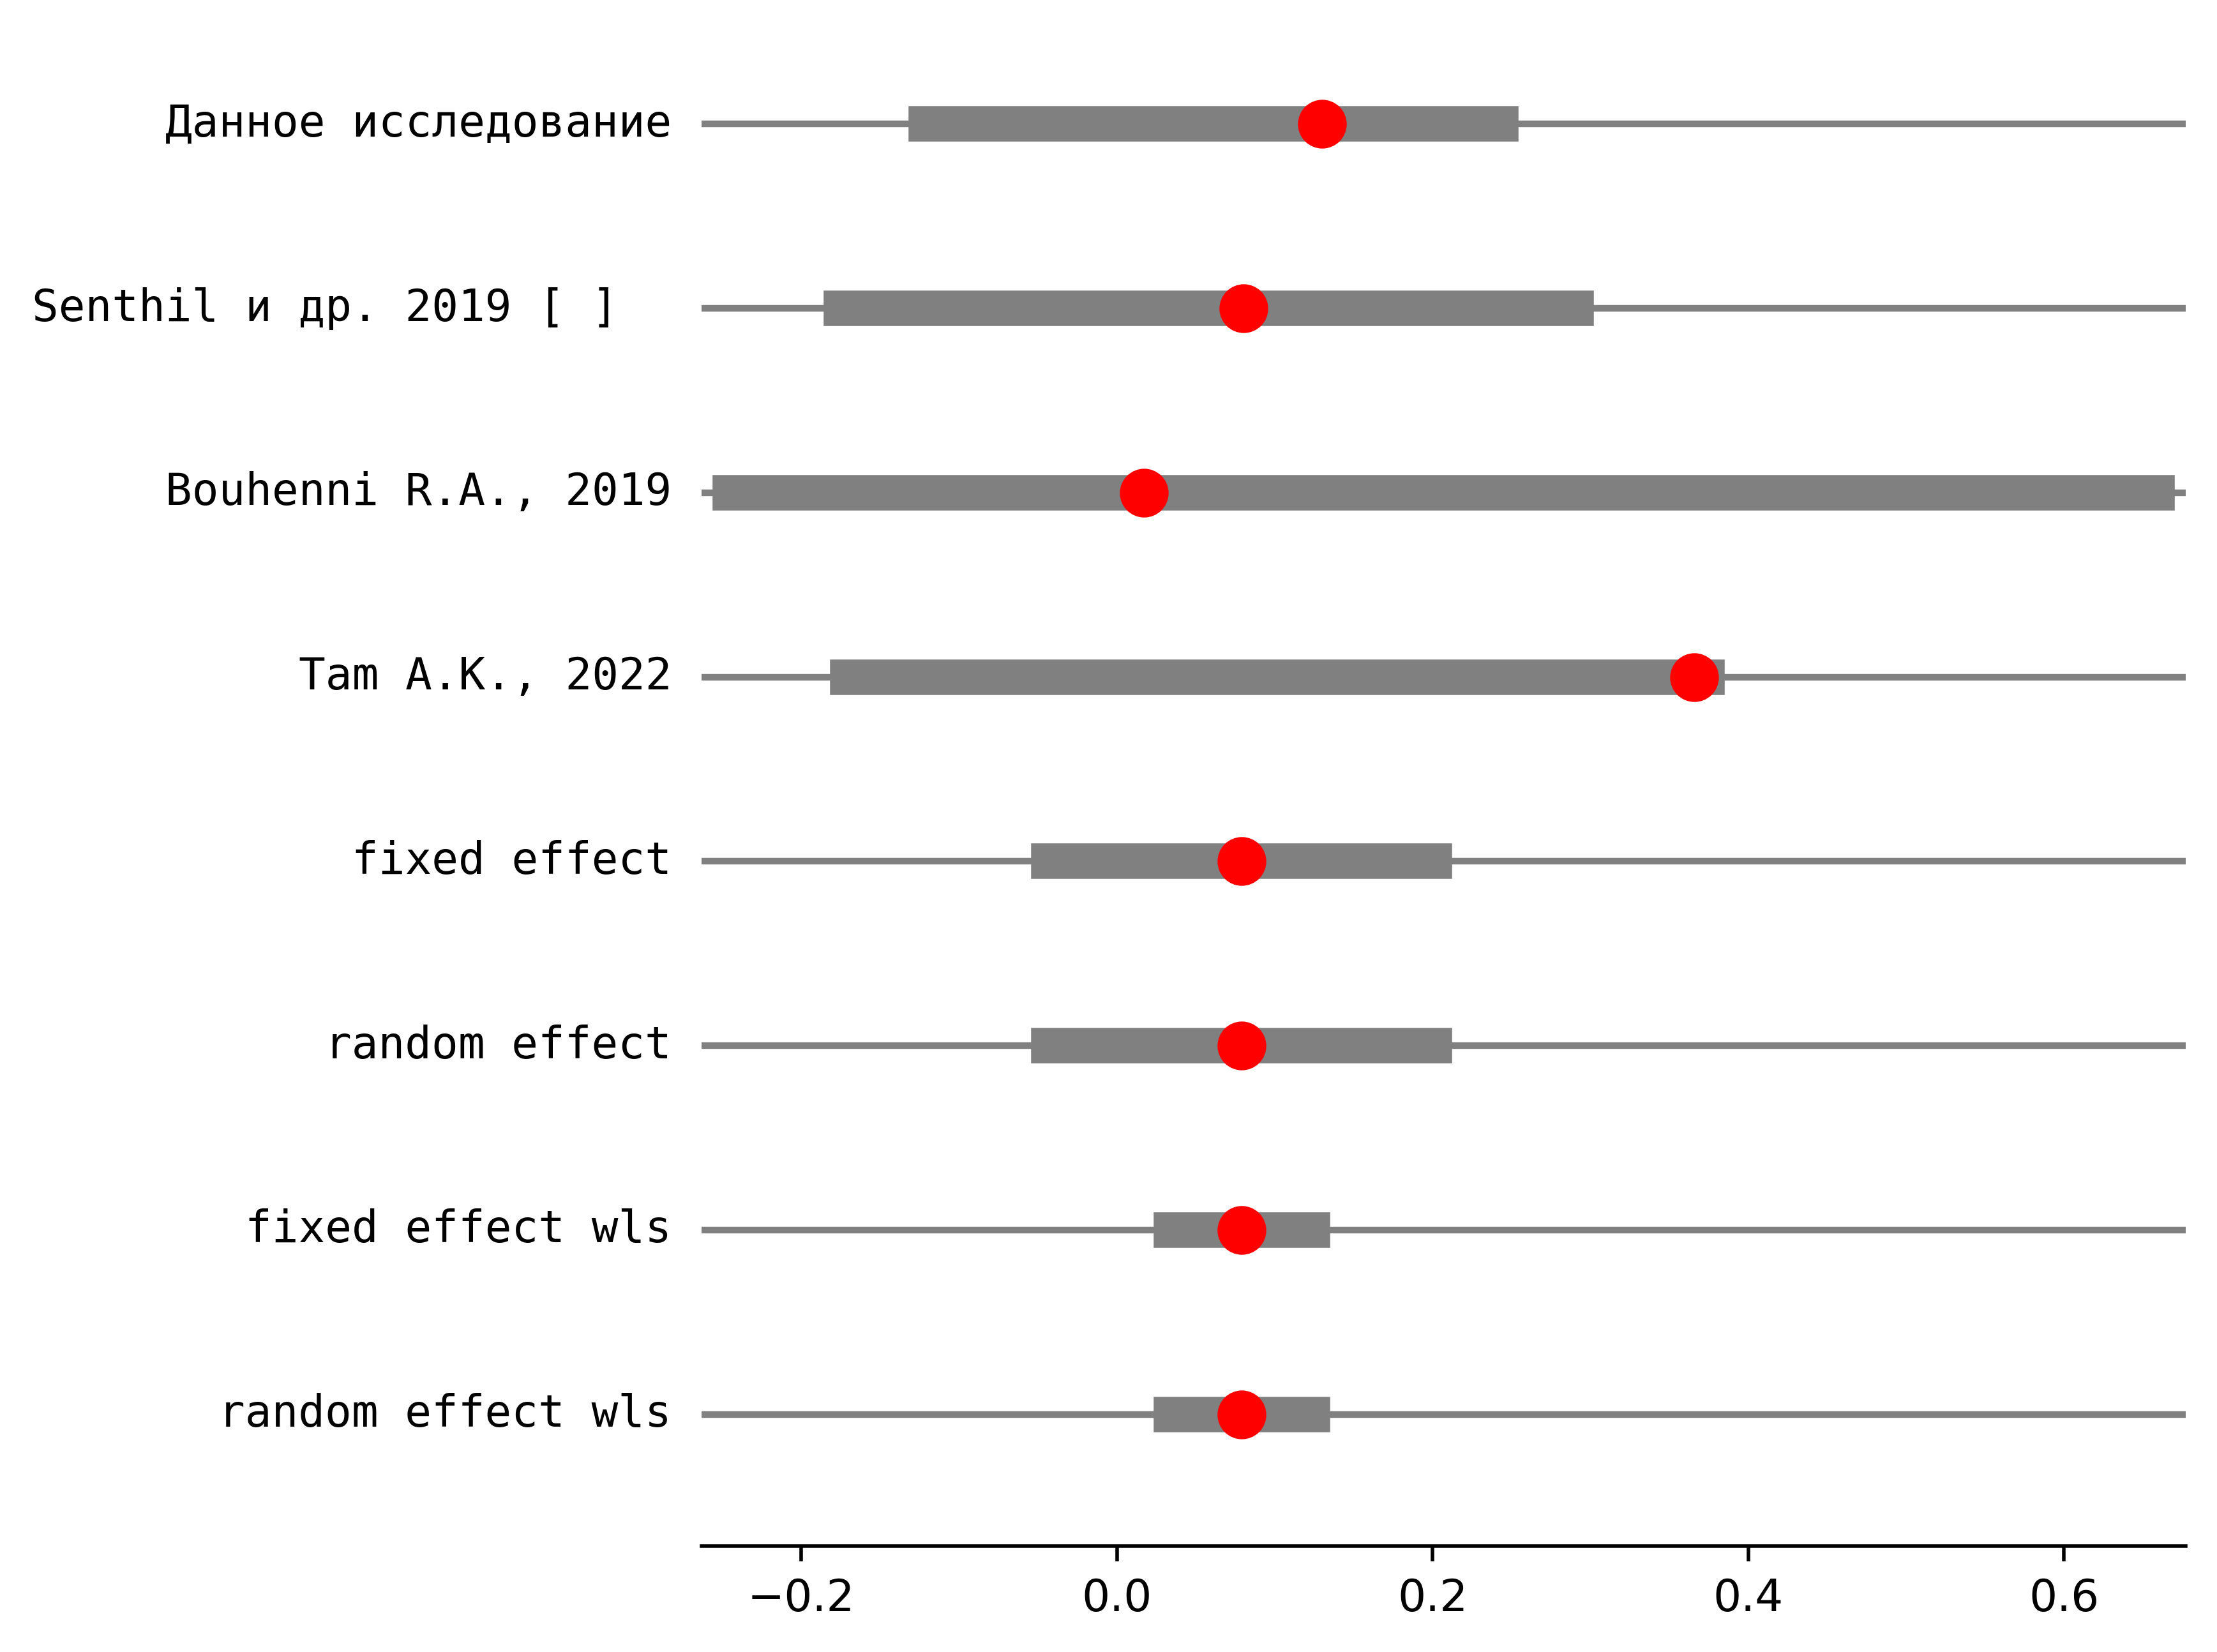 Данное исследование
Senthil и др. 2019 [ ]
Bouhenni R.A., 2019
Tam A.K., 2022
fixed effect
random effect
fixed effect wls
random effect wls
−0.2 0.0 0.2 0.4 0.6